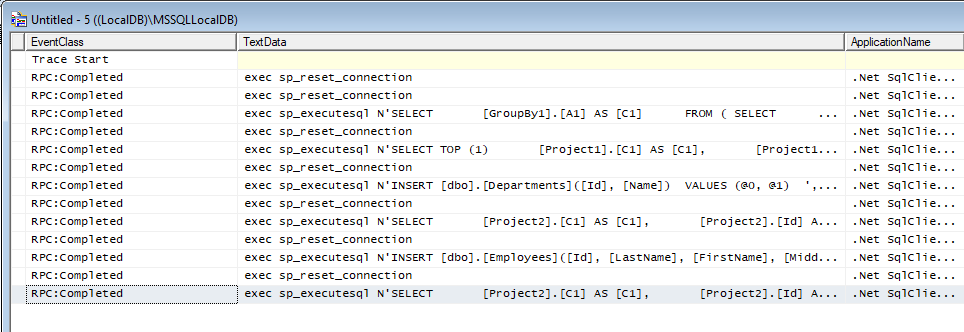 Untitled - 5 ((LocalDB)\MSSQLLocalDB)
EventClass TextData ApplicationName
Trace Start
RPC:Completed exec sp_reset_connection .Net SqlClie...
RPC:Completed exec sp_reset_connection .Net SqlClie...
RPC:Completed exec sp_executesql N'SELECT [GroupBy1].[A1] AS [C1] FROM ( SELECT ... .Net SqlClie...
RPC:Completed exec sp_reset_connection .Net SqlClie...
RPC:Completed exec sp_executesql N'SELECT TOP (1) [Project1].[C1] AS [C1], [Project1... .Net SqlClie...
RPC:Completed exec sp_reset_connection .Net SqlClie...
RPC:Completed exec sp_executesql N'INSERT [dbo].[Departments]([Id], [Name]) VALUES (@0, @1) ',... .Net SqlClie...
RPC:Completed exec sp_reset_connection .Net SqlClie...
RPC:Completed exec sp_executesql N'SELECT [Project2].[C1] AS [C1], [Project2].[Id] A... .Net SqlClie...
RPC:Completed exec sp_reset_connection .Net SqlClie...
RPC:Completed exec sp_executesql N'INSERT [dbo].[Employees]([Id], [LastName], [FirstName], [Midd... .Net SqlClie...
RPC:Completed exec sp_reset_connection .Net SqlClie...
RPC:Completed exec sp_executesql N'SELECT [Project2].[C1] AS [C1], [Project2].[Id] A... .Net SqlClie...